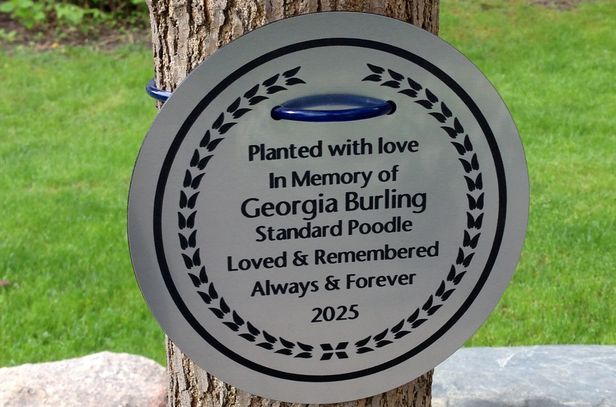 Planted with love
In Memory of
Georgia Burling
Standard Poodle
Loved & Remembered
Always & Forever
2025